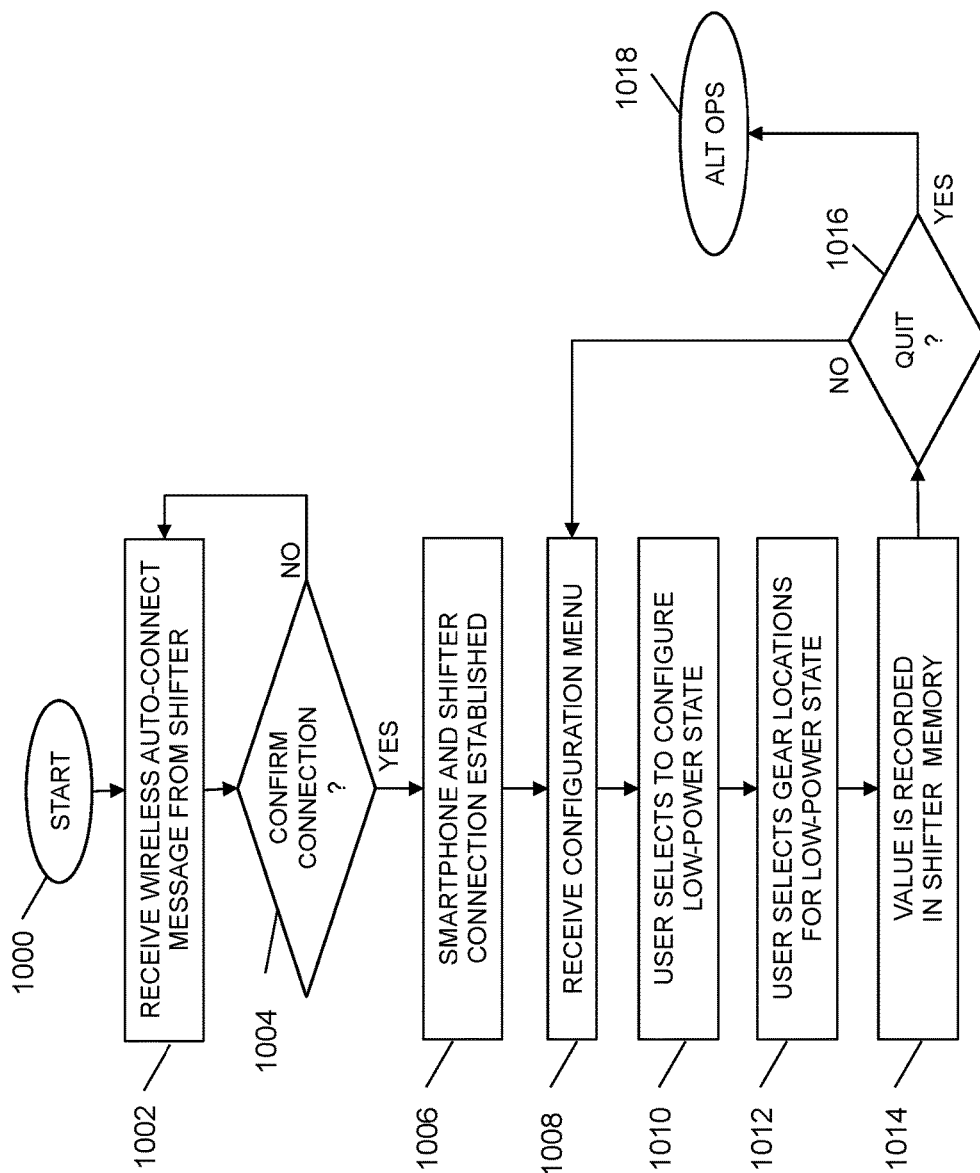 1000
START
1002
RECEIVE WIRELESS AUTO-CONNECT
MESSAGE FROM SHIFTER
1004
CONFIRM
CONNECTION
?
NO
YES
1006
SMARTPHONE AND SHIFTER
CONNECTION ESTABLISHED
1008
RECEIVE CONFIGURATION MENU
1010
USER SELECTS TO CONFIGURE
LOW-POWER STATE
1012
USER SELECTS GEAR LOCATIONS
FOR LOW-POWER STATE
1014
VALUE IS RECORDED
IN SHIFTER MEMORY
1016
QUIT
?
NO
YES
1018
ALT OPS